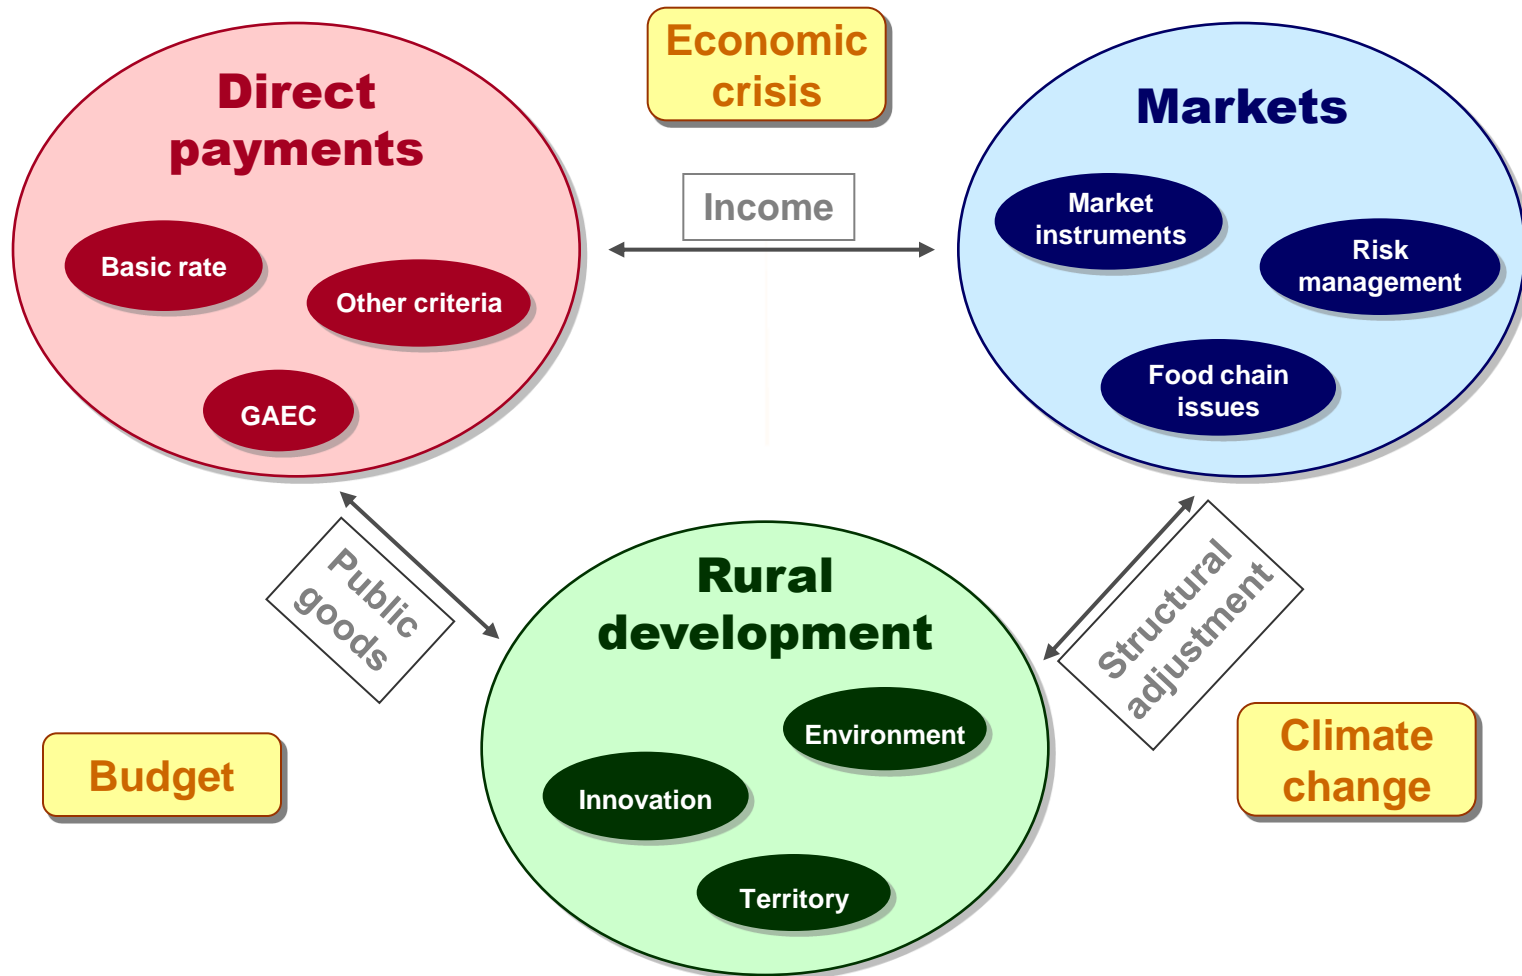 Economic
crisis
Direct
payments
Markets
Income
Market
instruments
Basic rate
Risk
management
Other criteria
Food chain
issues
GAEC
Public
goods
Rural
development
Structural
adjustment
Environment
Innovation
Territory
Budget
Climate
change